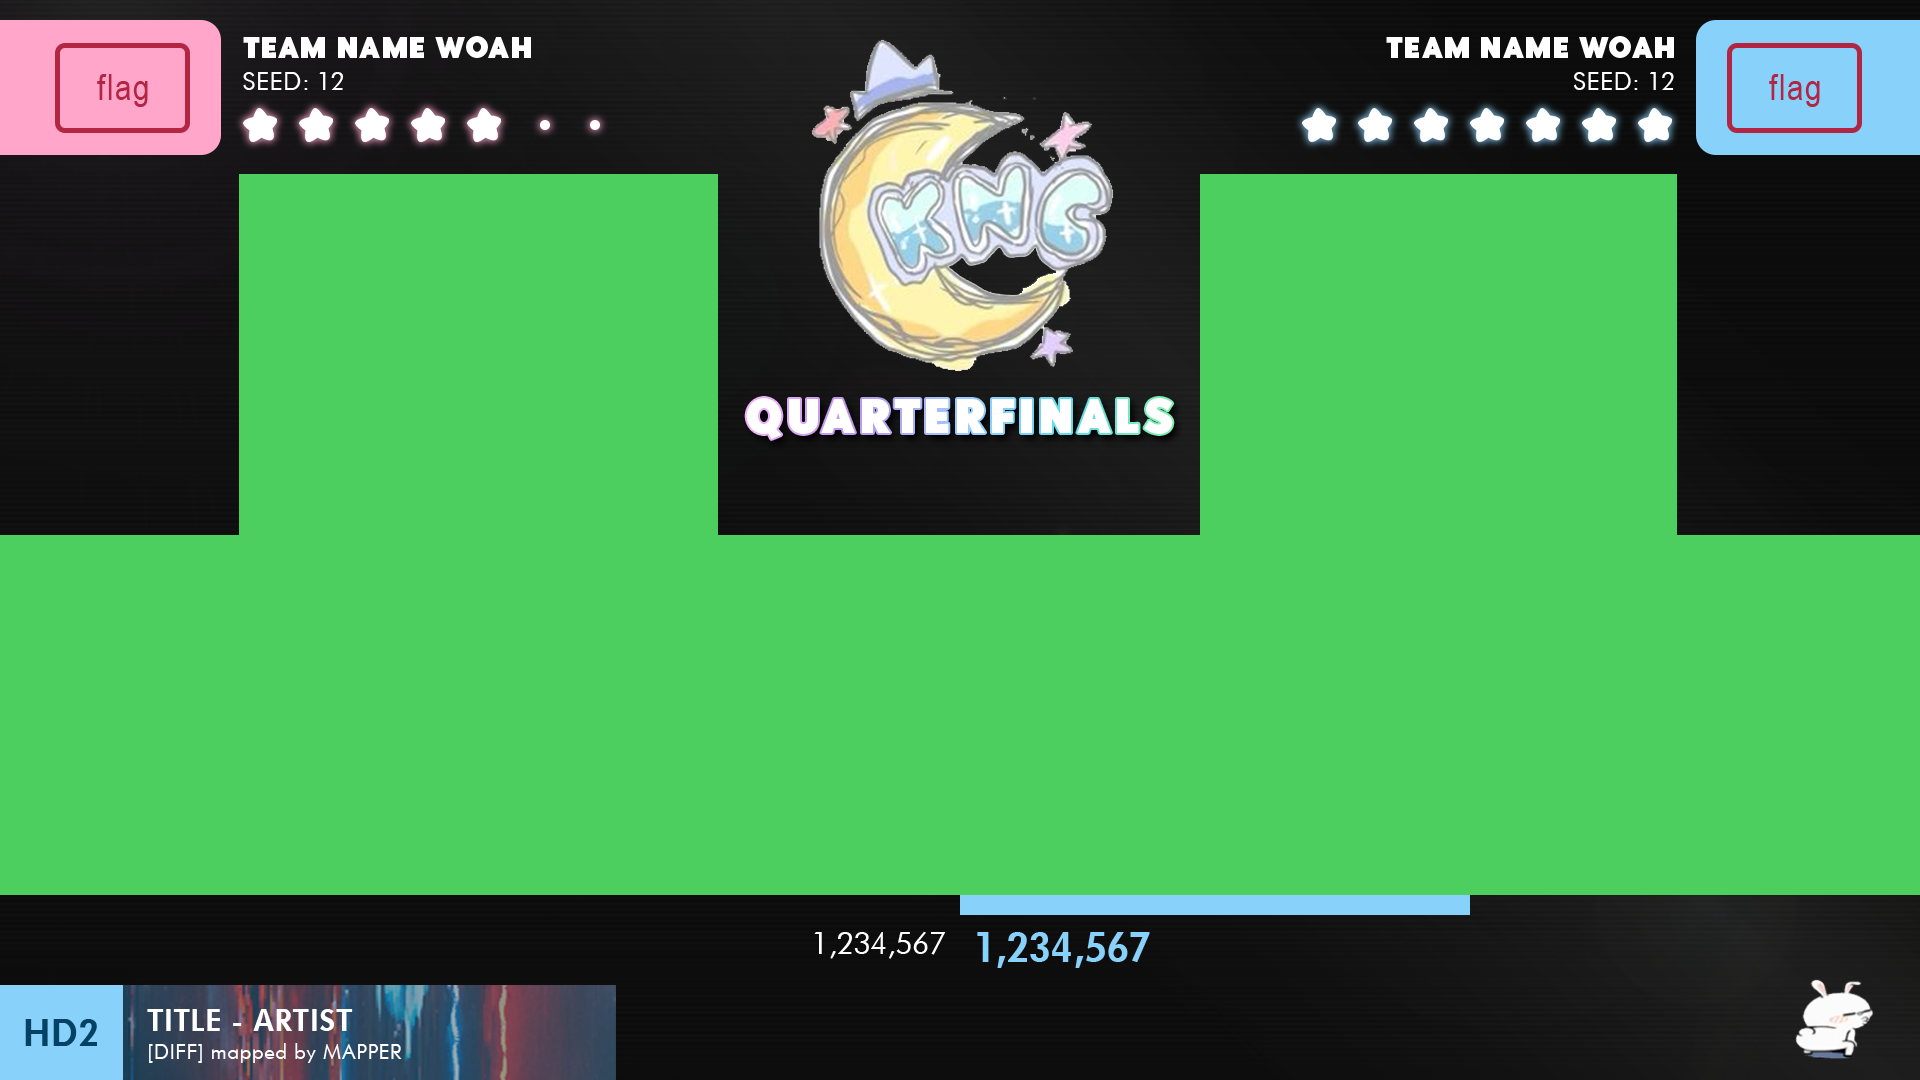 TEAM NAME WOAH
SEED: 12
flag
TEAM NAME WOAH
SEED: 12
flag
KNC
QUARTERFINALS
1,234,567
1,234,567
HD2
TITLE - ARTIST
[DIFF] mapped by MAPPER